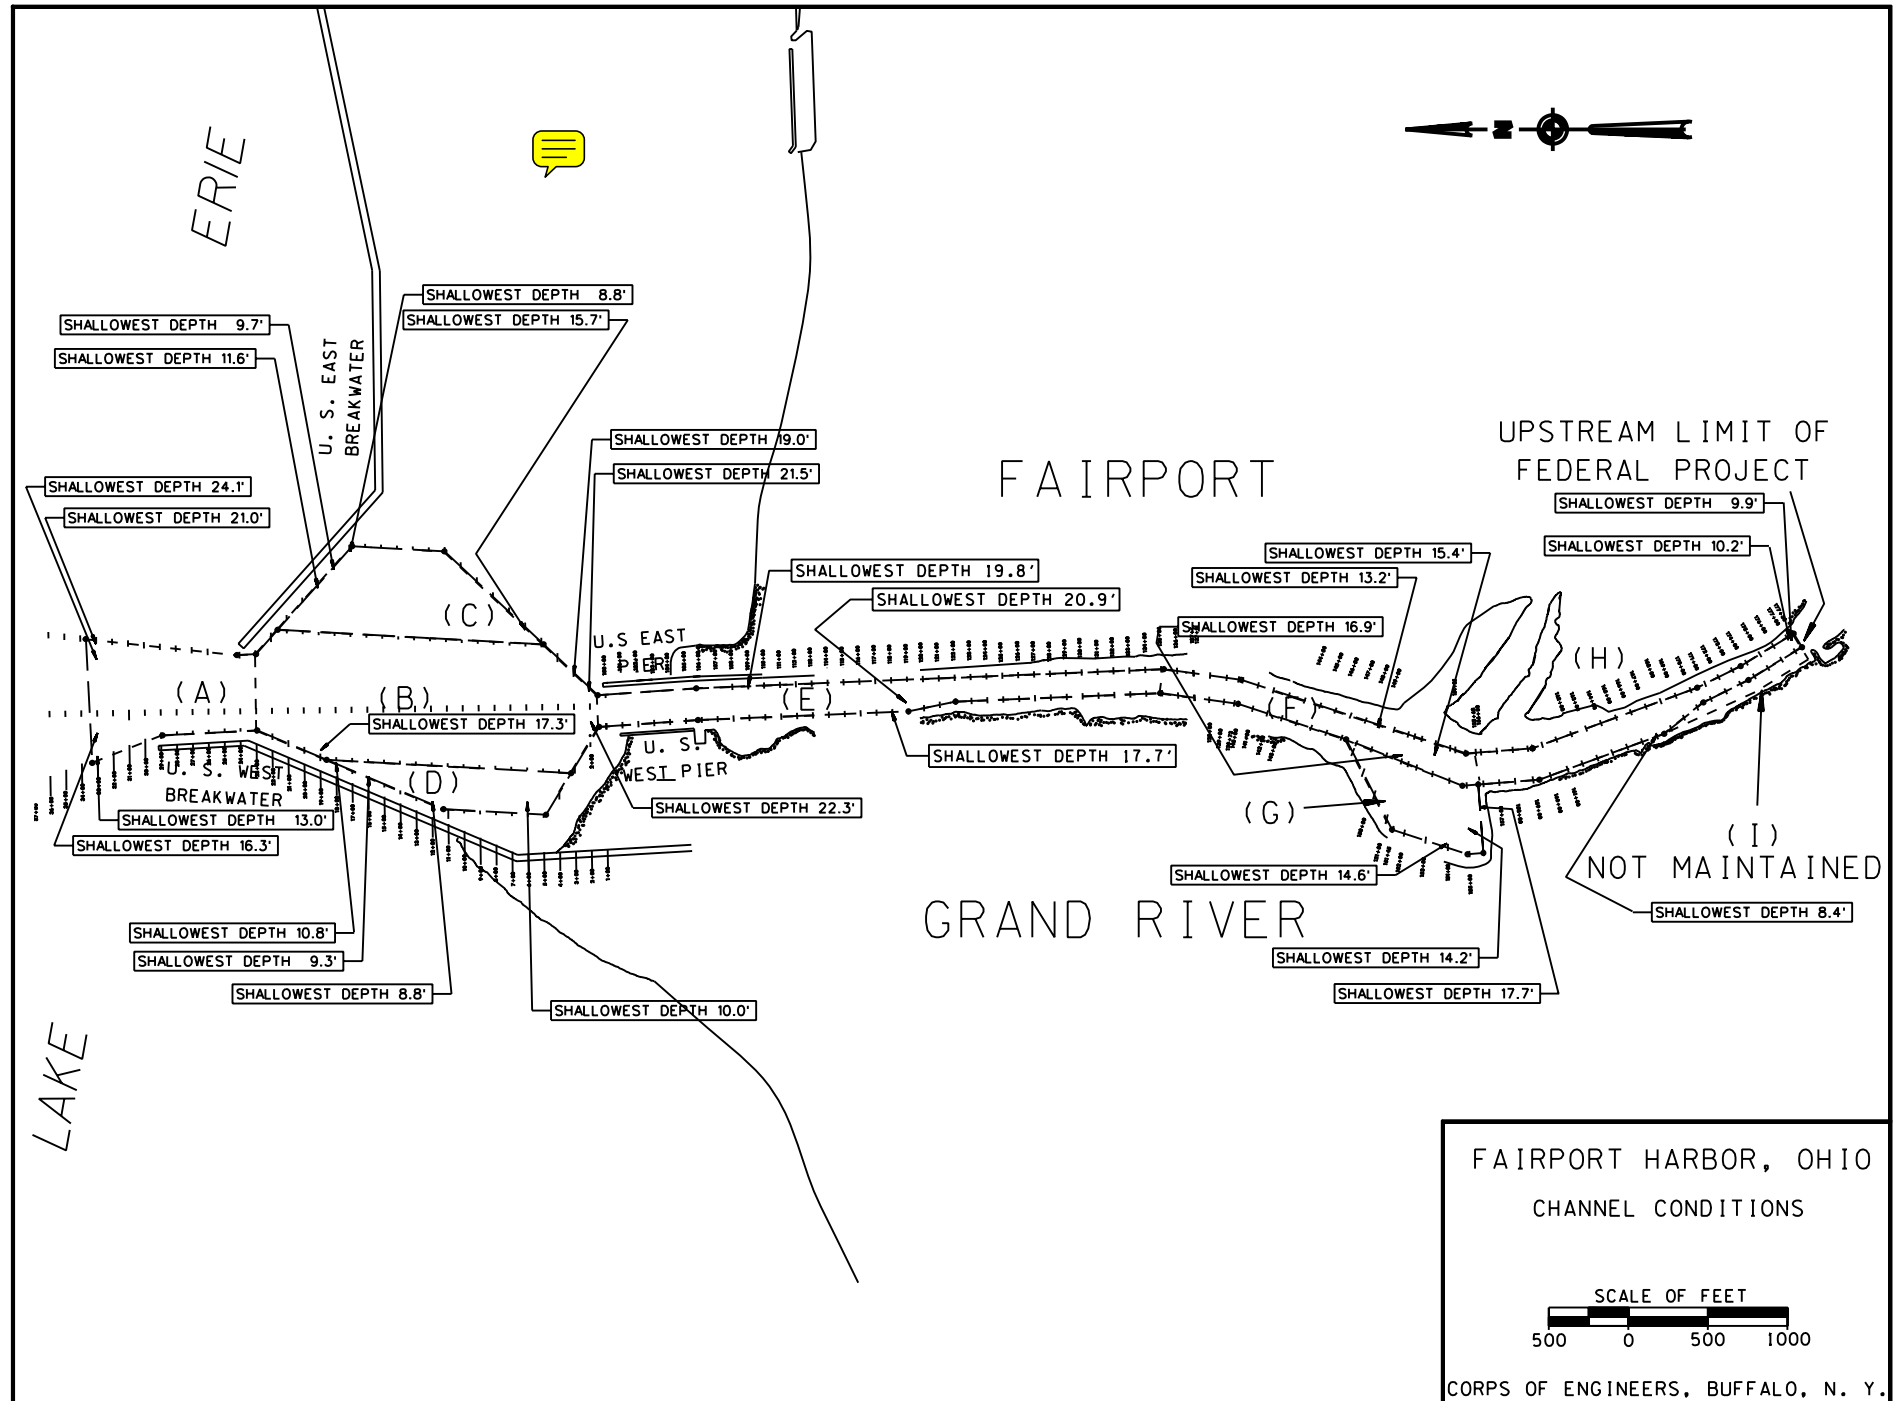 ERIE
N
SHALLOWEST DEPTH 8.8'
SHALLOWEST DEPTH 15.7'
SHALLOWEST DEPTH 9.7'
SHALLOWEST DEPTH 11.6'
U. S. EAST
BREAKWATER
SHALLOWEST DEPTH 19.0'
SHALLOWEST DEPTH 21.5'
SHALLOWEST DEPTH 24.1'
SHALLOWEST DEPTH 21.0'
FAIRPORT
UPSTREAM LIMIT OF
FEDERAL PROJECT
SHALLOWEST DEPTH 9.9'
SHALLOWEST DEPTH 10.2'
SHALLOWEST DEPTH 15.4'
SHALLOWEST DEPTH 13.2'
SHALLOWEST DEPTH 19.8'
SHALLOWEST DEPTH 20.9'
SHALLOWEST DEPTH 16.9'
(C)
U.S EAST
PIER
(H)
(A)
(B)
(E)
(F)
SHALLOWEST DEPTH 17.3'
SHALLOWEST DEPTH 17.7'
U. S. WEST
BREAKWATER
(D)
U. S.
WEST PIER
SHALLOWEST DEPTH 22.3'
SHALLOWEST DEPTH 13.0'
SHALLOWEST DEPTH 16.3'
(G)
(I)
NOT MAINTAINED
SHALLOWEST DEPTH 14.6'
SHALLOWEST DEPTH 8.4'
GRAND RIVER
SHALLOWEST DEPTH 10.8'
SHALLOWEST DEPTH 9.3'
SHALLOWEST DEPTH 8.8'
SHALLOWEST DEPTH 10.0'
SHALLOWEST DEPTH 14.2'
SHALLOWEST DEPTH 17.7'
LAKE
FAIRPORT HARBOR, OHIO
CHANNEL CONDITIONS
SCALE OF FEET
500 0 500 1000
CORPS OF ENGINEERS, BUFFALO, N. Y.